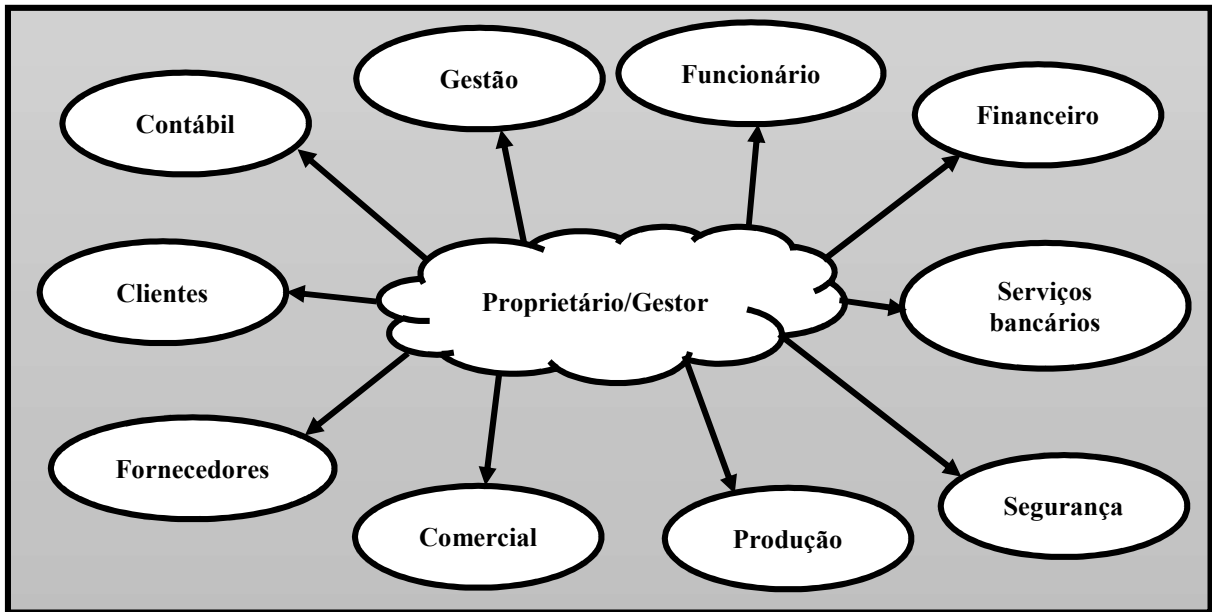 Gestão
Funcionário
Contábil
Financeiro
Clientes
Proprietário/Gestor
Serviços
bancários
Fornecedores
Comercial
Produção
Segurança